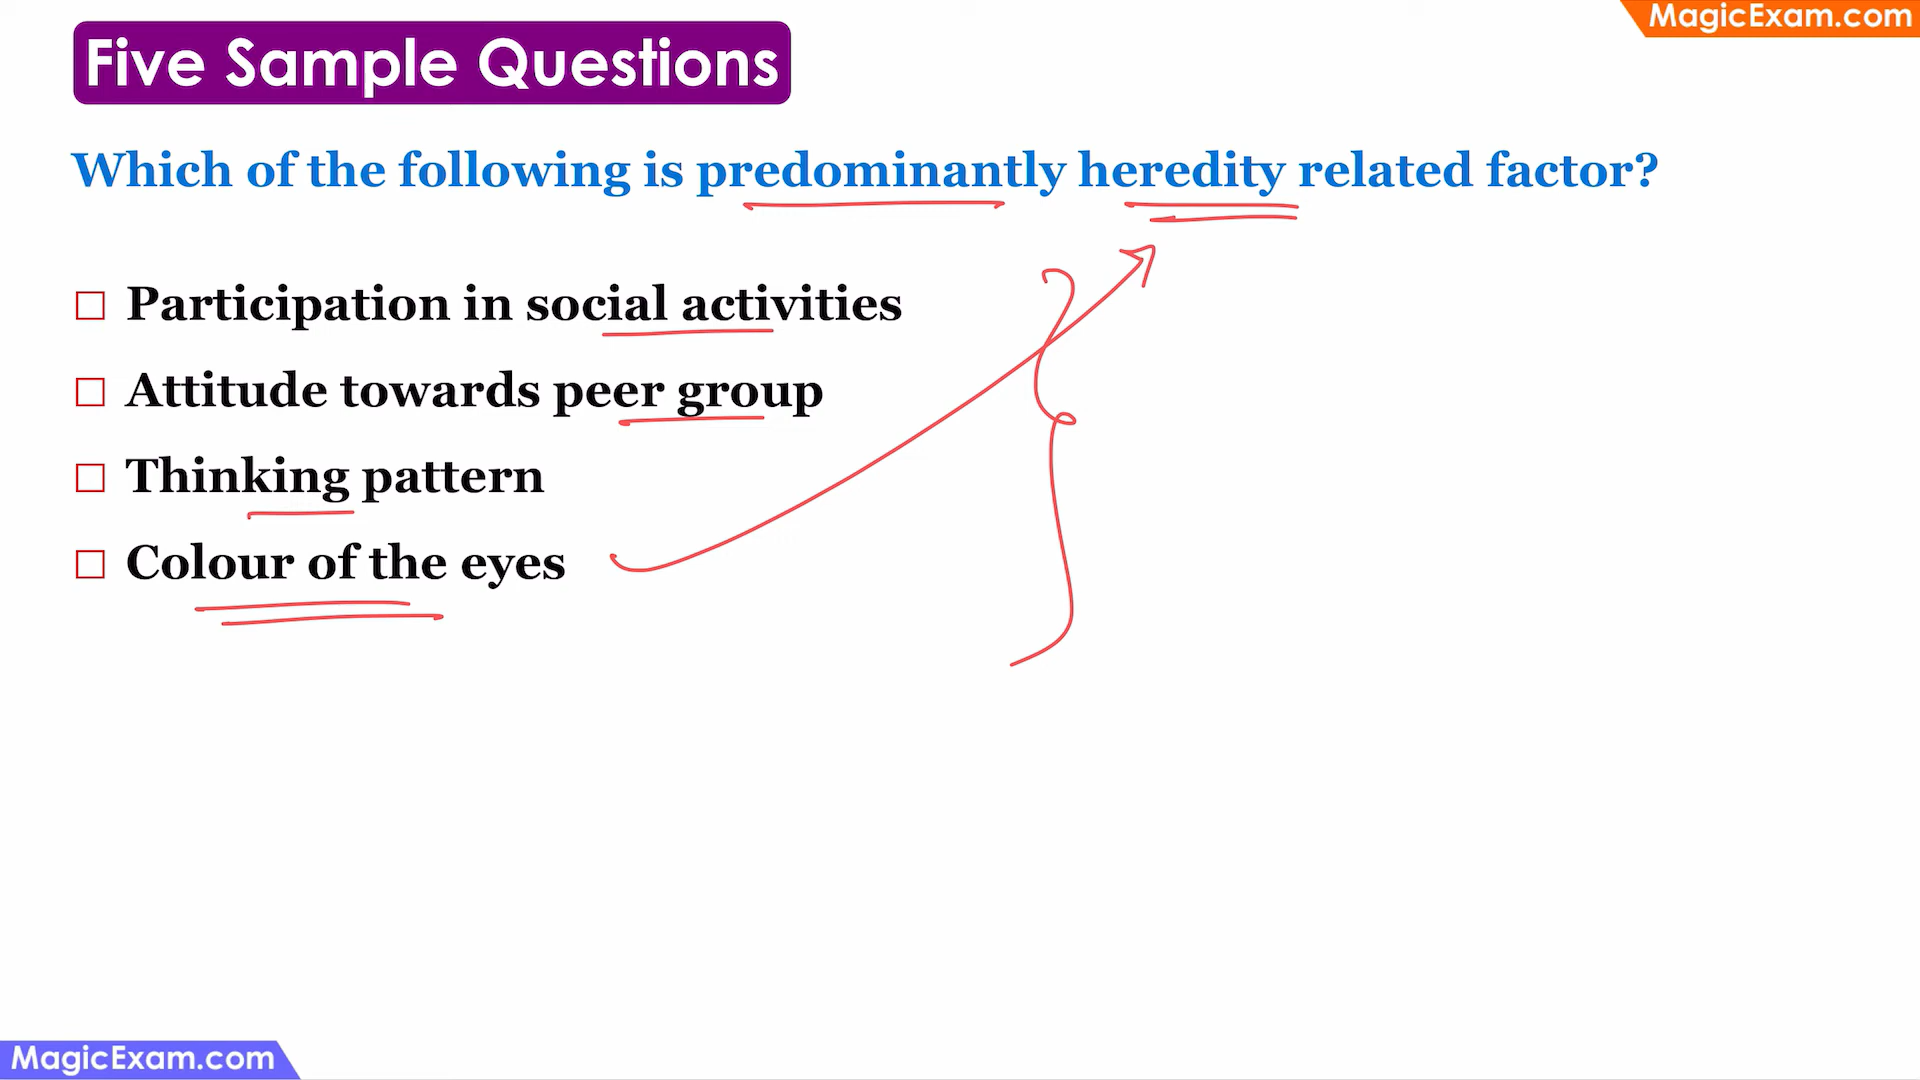 MagicExam.com
Five Sample Questions
Which of the following is predominantly heredity related factor?
Participation in social activities
Attitude towards peer group
Thinking pattern
Colour of the eyes
MagicExam.com